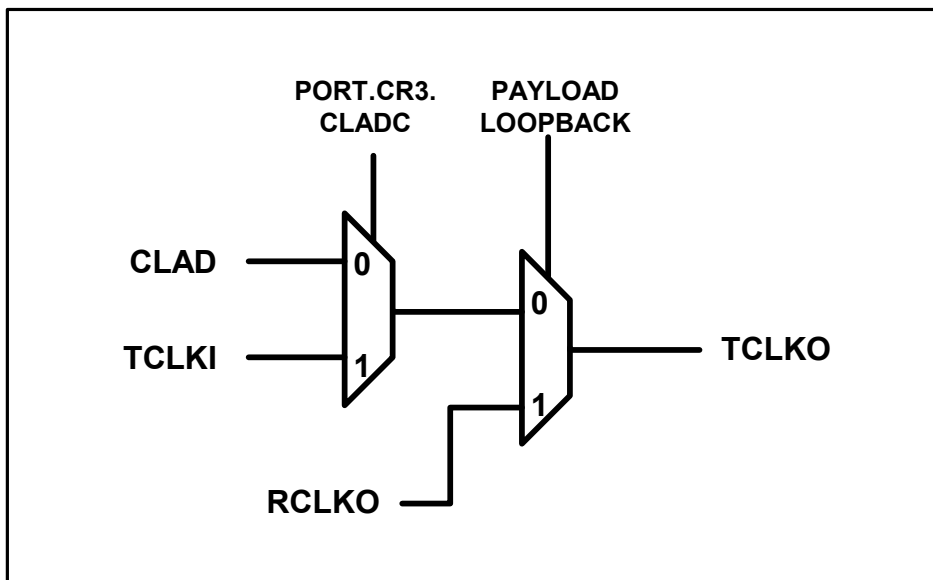 PORT.CR3.
CLADC
PAYLOAD
LOOPBACK
CLAD
0
TCLKI
1
0
1
TCLKO
RCLKO